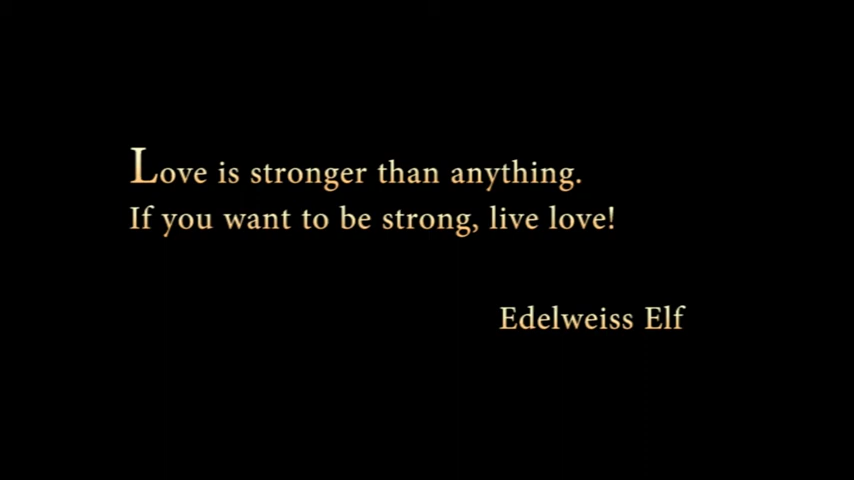 Love is stronger than anything.
If you want to be strong, live love!
Edelweiss Elf